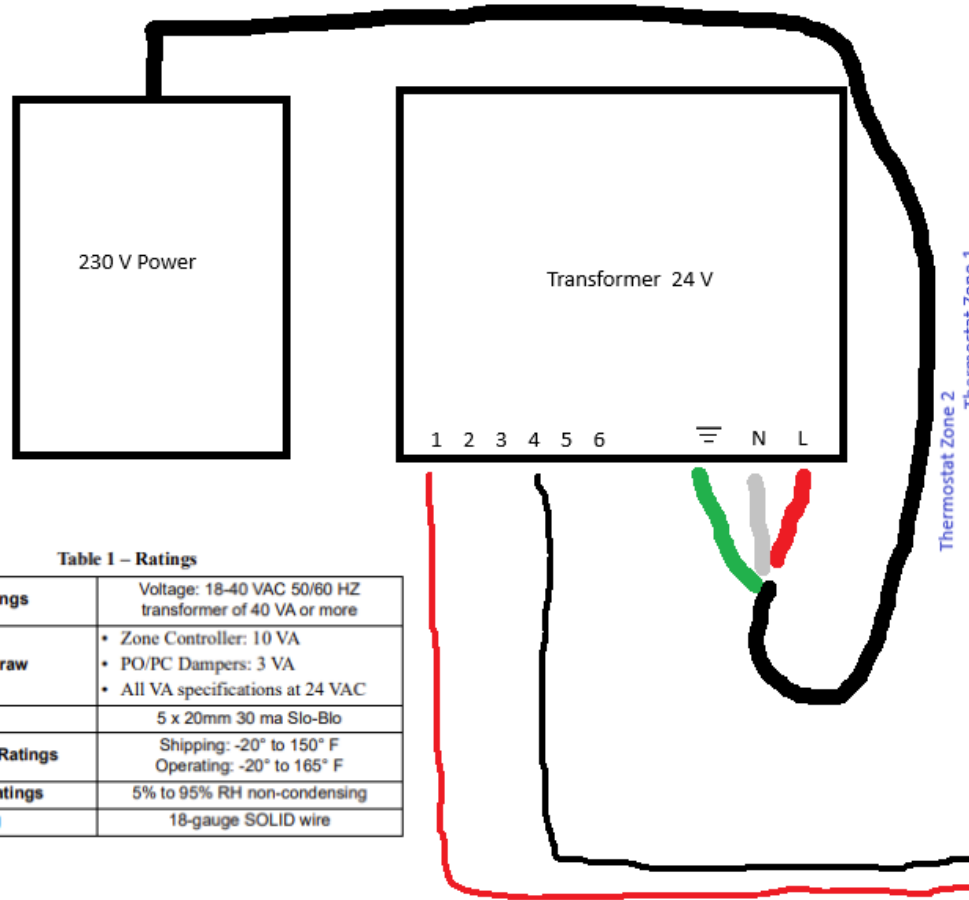 230 V Power
Transformer 24 V
1 2 3 4 5 6 N L
Thermostat Zone 1
Thermostat Zone 2
Table 1 – Ratings
Voltage: 18-40 VAC 50/60 HZ
transformer of 40 VA or more
• Zone Controller: 10 VA
raw
• PO/PC Dampers: 3 VA
• All VA specifications at 24 VAC
5 x 20mm 30 ma Slo-Blo
Ratings
Shipping: -20° to 150° F
Operating: -20° to 165° F
5% to 95% RH non-condensing
18-gauge SOLID wire